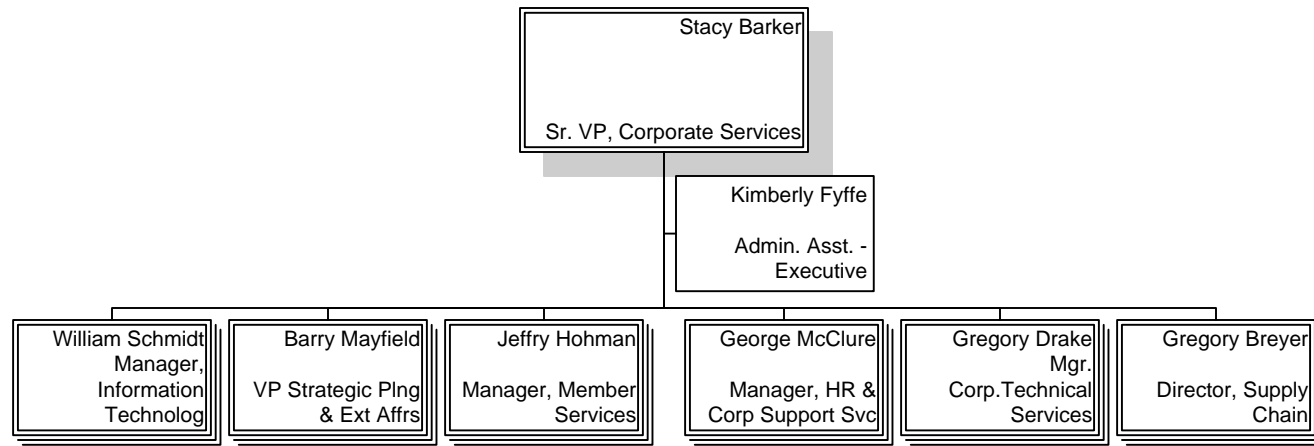 Stacy Barker
Sr. VP, Corporate Services
Kimberly Fyffe
Admin. Asst. -
Executive
William Schmidt
Manager,
Information
Technolog
Barry Mayfield
VP Strategic Plng
& Ext Affrs
Jeffry Hohman
Manager, Member
Services
George McClure
Manager, HR &
Corp Support Svc
Gregory Drake
Mgr.
Corp.Technical
Services
Gregory Breyer
Director, Supply
Chain